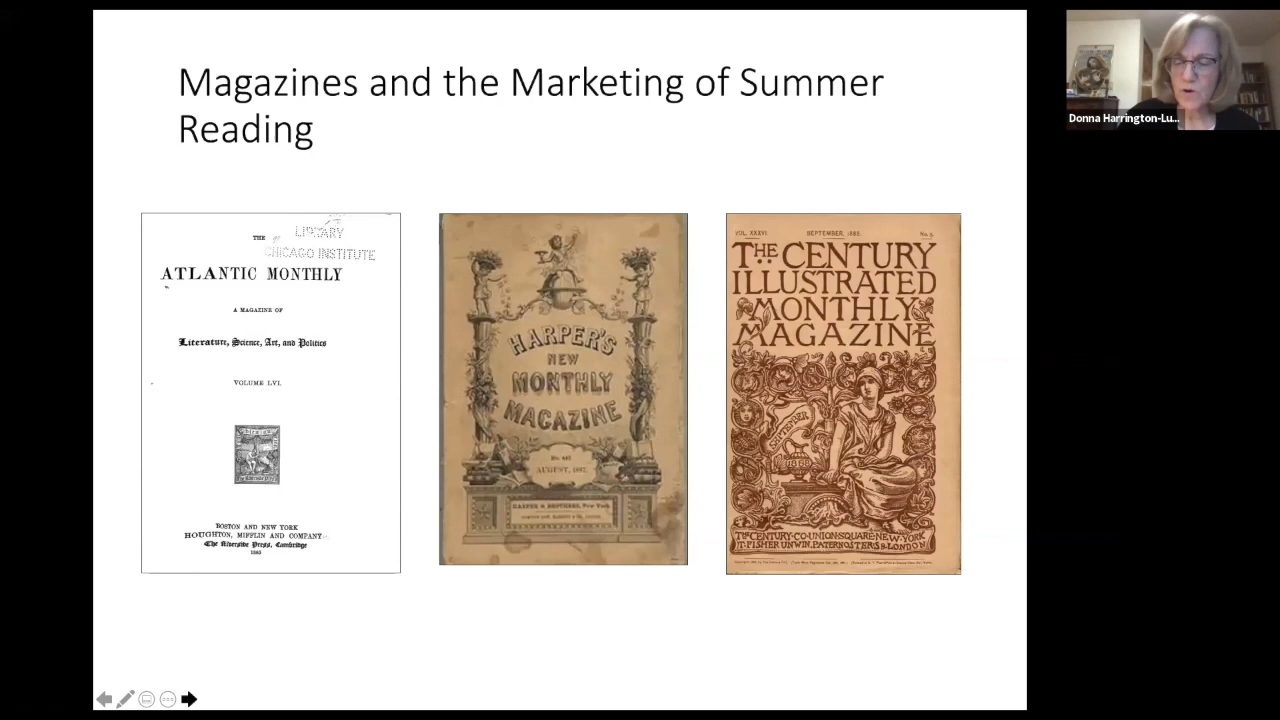 Magazines and the Marketing of Summer
Reading
Donna Harrington-Lu...
LIBRARY
CHICAGO INSTITUTE
THE
ATLANTIC MONTHLY
A MAGAZINE OF
Literature, Science, Art, and Politics
VOLUME LVI.
BOSTON AND NEW YORK
HOUGHTON, MIFFLIN AND COMPANY
The Riverside Press, Cambridge
1885
HARPER'S
NEW
MONTHLY
MAGAZINE
AUGUST, 1887.
HARPER & BROTHERS, New York
VOL. XXXVI. SEPTEMBER, 1888. No. 5.
THE CENTURY
ILLUSTRATED
MONTHLY
MAGAZINE
SEPTEMBER
1888
THE CENTURY·CO·UNION·SQUARE·NEW·YORK
T·FISHER UNWIN·PATERNOSTER·S·LONDON